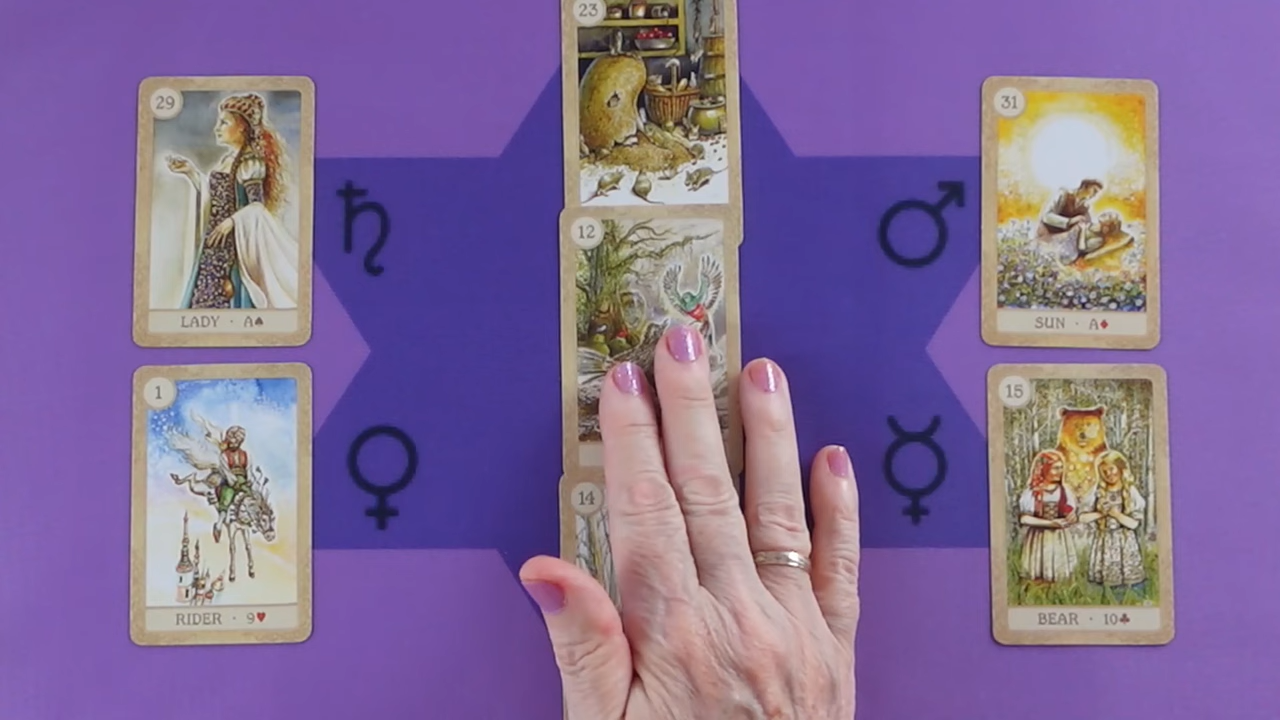 23
29
31
LADY · A♠
SUN · A♦
12
1
15
14
RIDER · 9♥
BEAR · 10♣